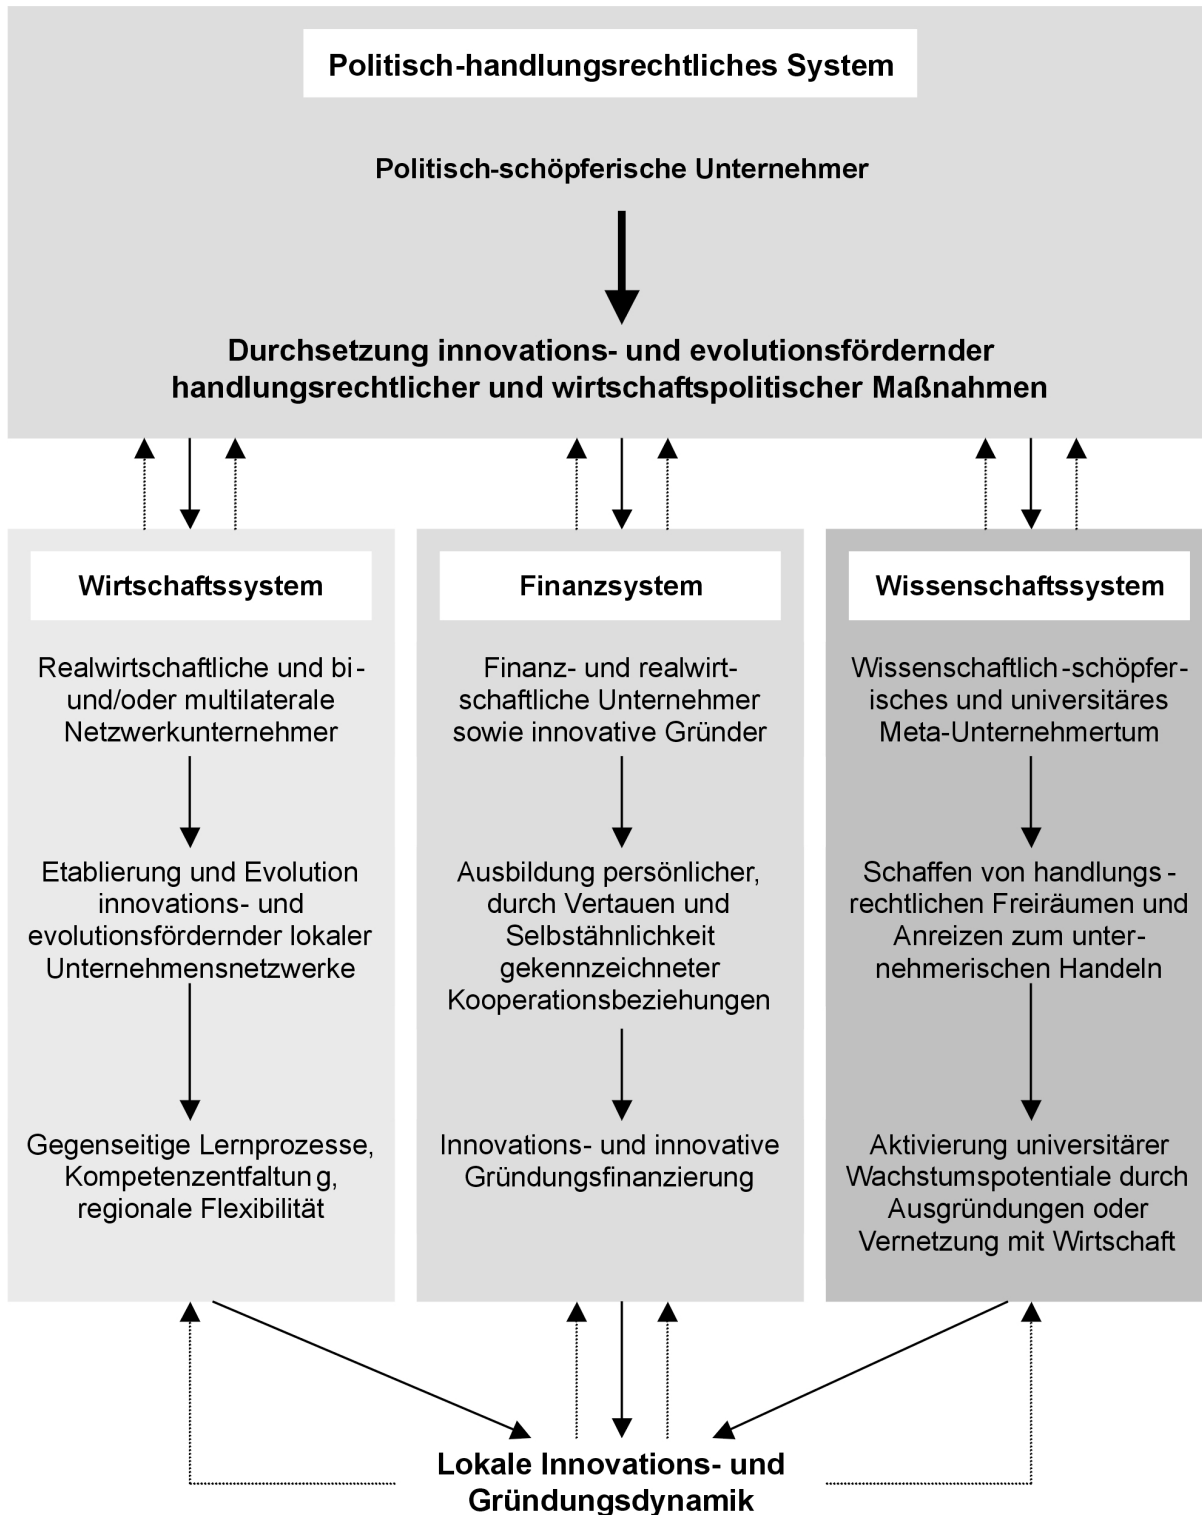 Politisch-handlungsrechtliches System
Politisch-schöpferische Unternehmer
Durchsetzung innovations- und evolutionsfördernder
handlungsrechtlicher und wirtschaftspolitischer Maßnahmen
Wirtschaftssystem
Realwirtschaftliche und bi-
und/oder multilaterale
Netzwerkunternehmer
Etablierung und Evolution
innovations- und
evolutionsfördernder lokaler
Unternehmensnetzwerke
Gegenseitige Lernprozesse,
Kompetenzentfaltung,
regionale Flexibilität
Finanzsystem
Finanz- und realwirt-
schaftliche Unternehmer
sowie innovative Gründer
Ausbildung persönlicher,
durch Vertauen und
Selbstähnlichkeit
gekennzeichneter
Kooperationsbeziehungen
Innovations- und innovative
Gründungsfinanzierung
Wissenschaftssystem
Wissenschaftlich-schöpfer-
isches und universitäres
Meta-Unternehmertum
Schaffen von handlungs-
rechtlichen Freiräumen und
Anreizen zum unter-
nehmerischen Handeln
Aktivierung universitärer
Wachstumspotentiale durch
Ausgründungen oder
Vernetzung mit Wirtschaft
Lokale Innovations- und
Gründungsdynamik